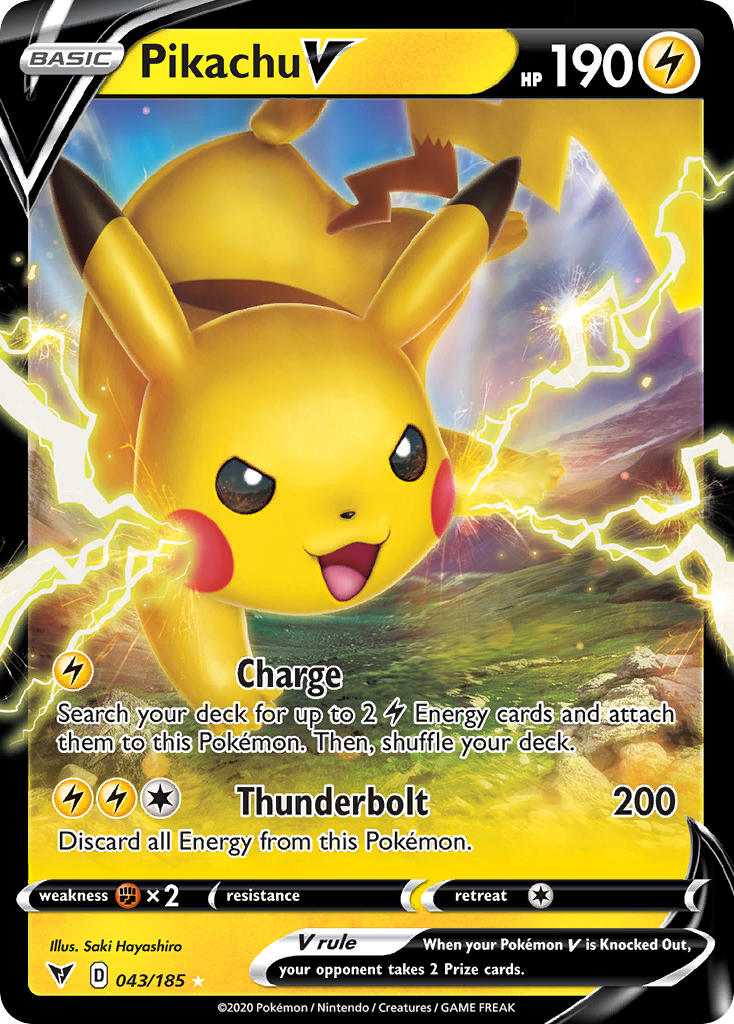 BASIC Pikachu V HP 190
Charge
Search your deck for up to 2 Energy cards and attach
them to this Pokémon. Then, shuffle your deck.
Thunderbolt 200
Discard all Energy from this Pokémon.
weakness ×2 resistance retreat
Illus. Saki Hayashiro
V rule When your Pokémon V is Knocked Out,
your opponent takes 2 Prize cards.
D 043/185
©2020 Pokémon / Nintendo / Creatures / GAME FREAK